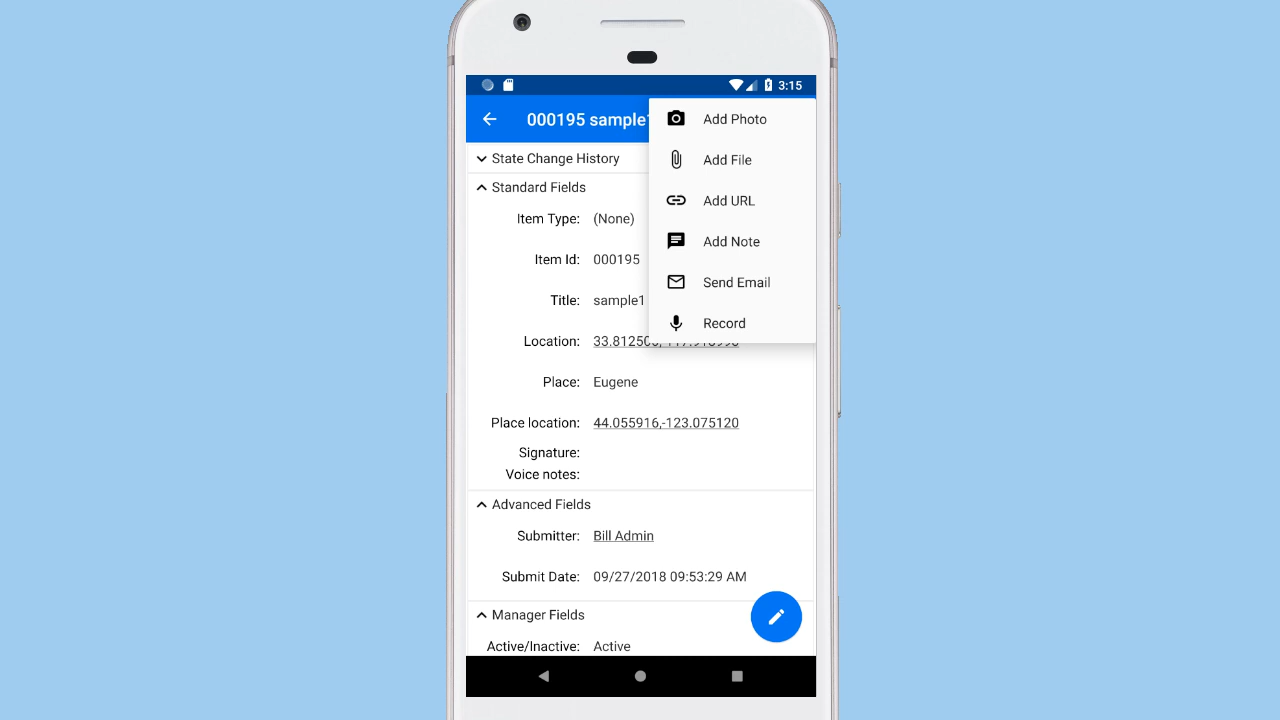 3:15
000195 sample1
Add Photo
Add File
Add URL
Add Note
Send Email
Record
State Change History
Standard Fields
Item Type: (None)
Item Id: 000195
Title: sample1
Location:
Place: Eugene
Place location: 44.055916,-123.075120
Signature:
Voice notes:
Advanced Fields
Submitter: Bill Admin
Submit Date: 09/27/2018 09:53:29 AM
Manager Fields
Active/Inactive: Active